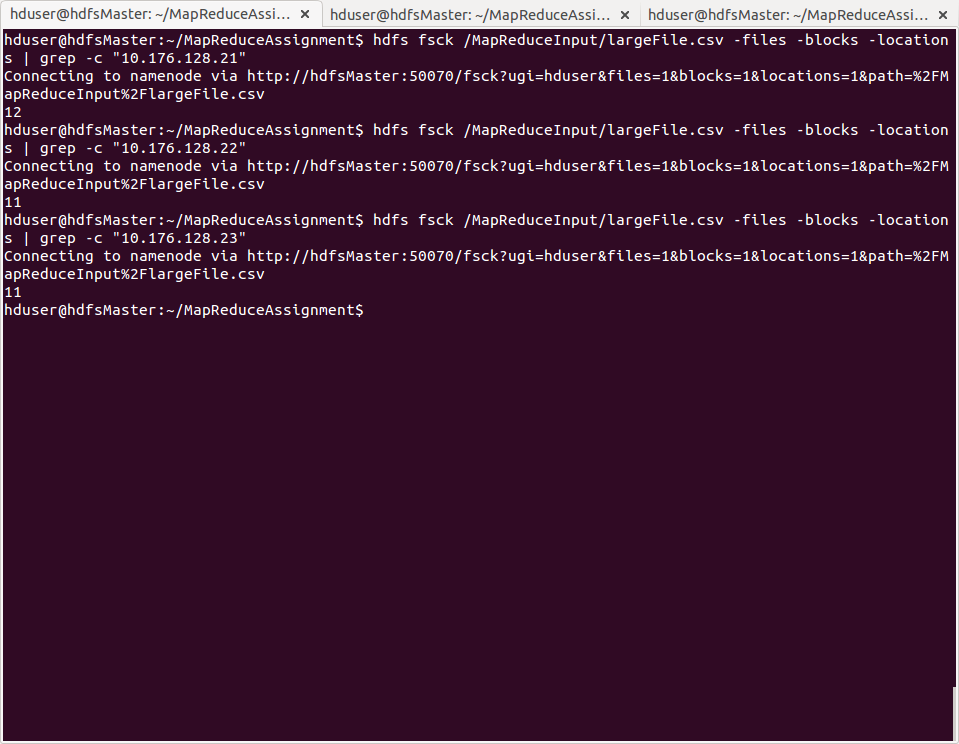 hduser@hdfsMaster: ~/MapReduceAssi... × hduser@hdfsMaster: ~/MapReduceAssi... × hduser@hdfsMaster: ~/MapReduceAssi... ×
hduser@hdfsMaster:~/MapReduceAssignment$ hdfs fsck /MapReduceInput/largeFile.csv -files -blocks -location
s | grep -c "10.176.128.21"
Connecting to namenode via http://hdfsMaster:50070/fsck?ugi=hduser&files=1&blocks=1&locations=1&path=%2FM
apReduceInput%2FlargeFile.csv
12
hduser@hdfsMaster:~/MapReduceAssignment$ hdfs fsck /MapReduceInput/largeFile.csv -files -blocks -location
s | grep -c "10.176.128.22"
Connecting to namenode via http://hdfsMaster:50070/fsck?ugi=hduser&files=1&blocks=1&locations=1&path=%2FM
apReduceInput%2FlargeFile.csv
11
hduser@hdfsMaster:~/MapReduceAssignment$ hdfs fsck /MapReduceInput/largeFile.csv -files -blocks -location
s | grep -c "10.176.128.23"
Connecting to namenode via http://hdfsMaster:50070/fsck?ugi=hduser&files=1&blocks=1&locations=1&path=%2FM
apReduceInput%2FlargeFile.csv
11
hduser@hdfsMaster:~/MapReduceAssignment$